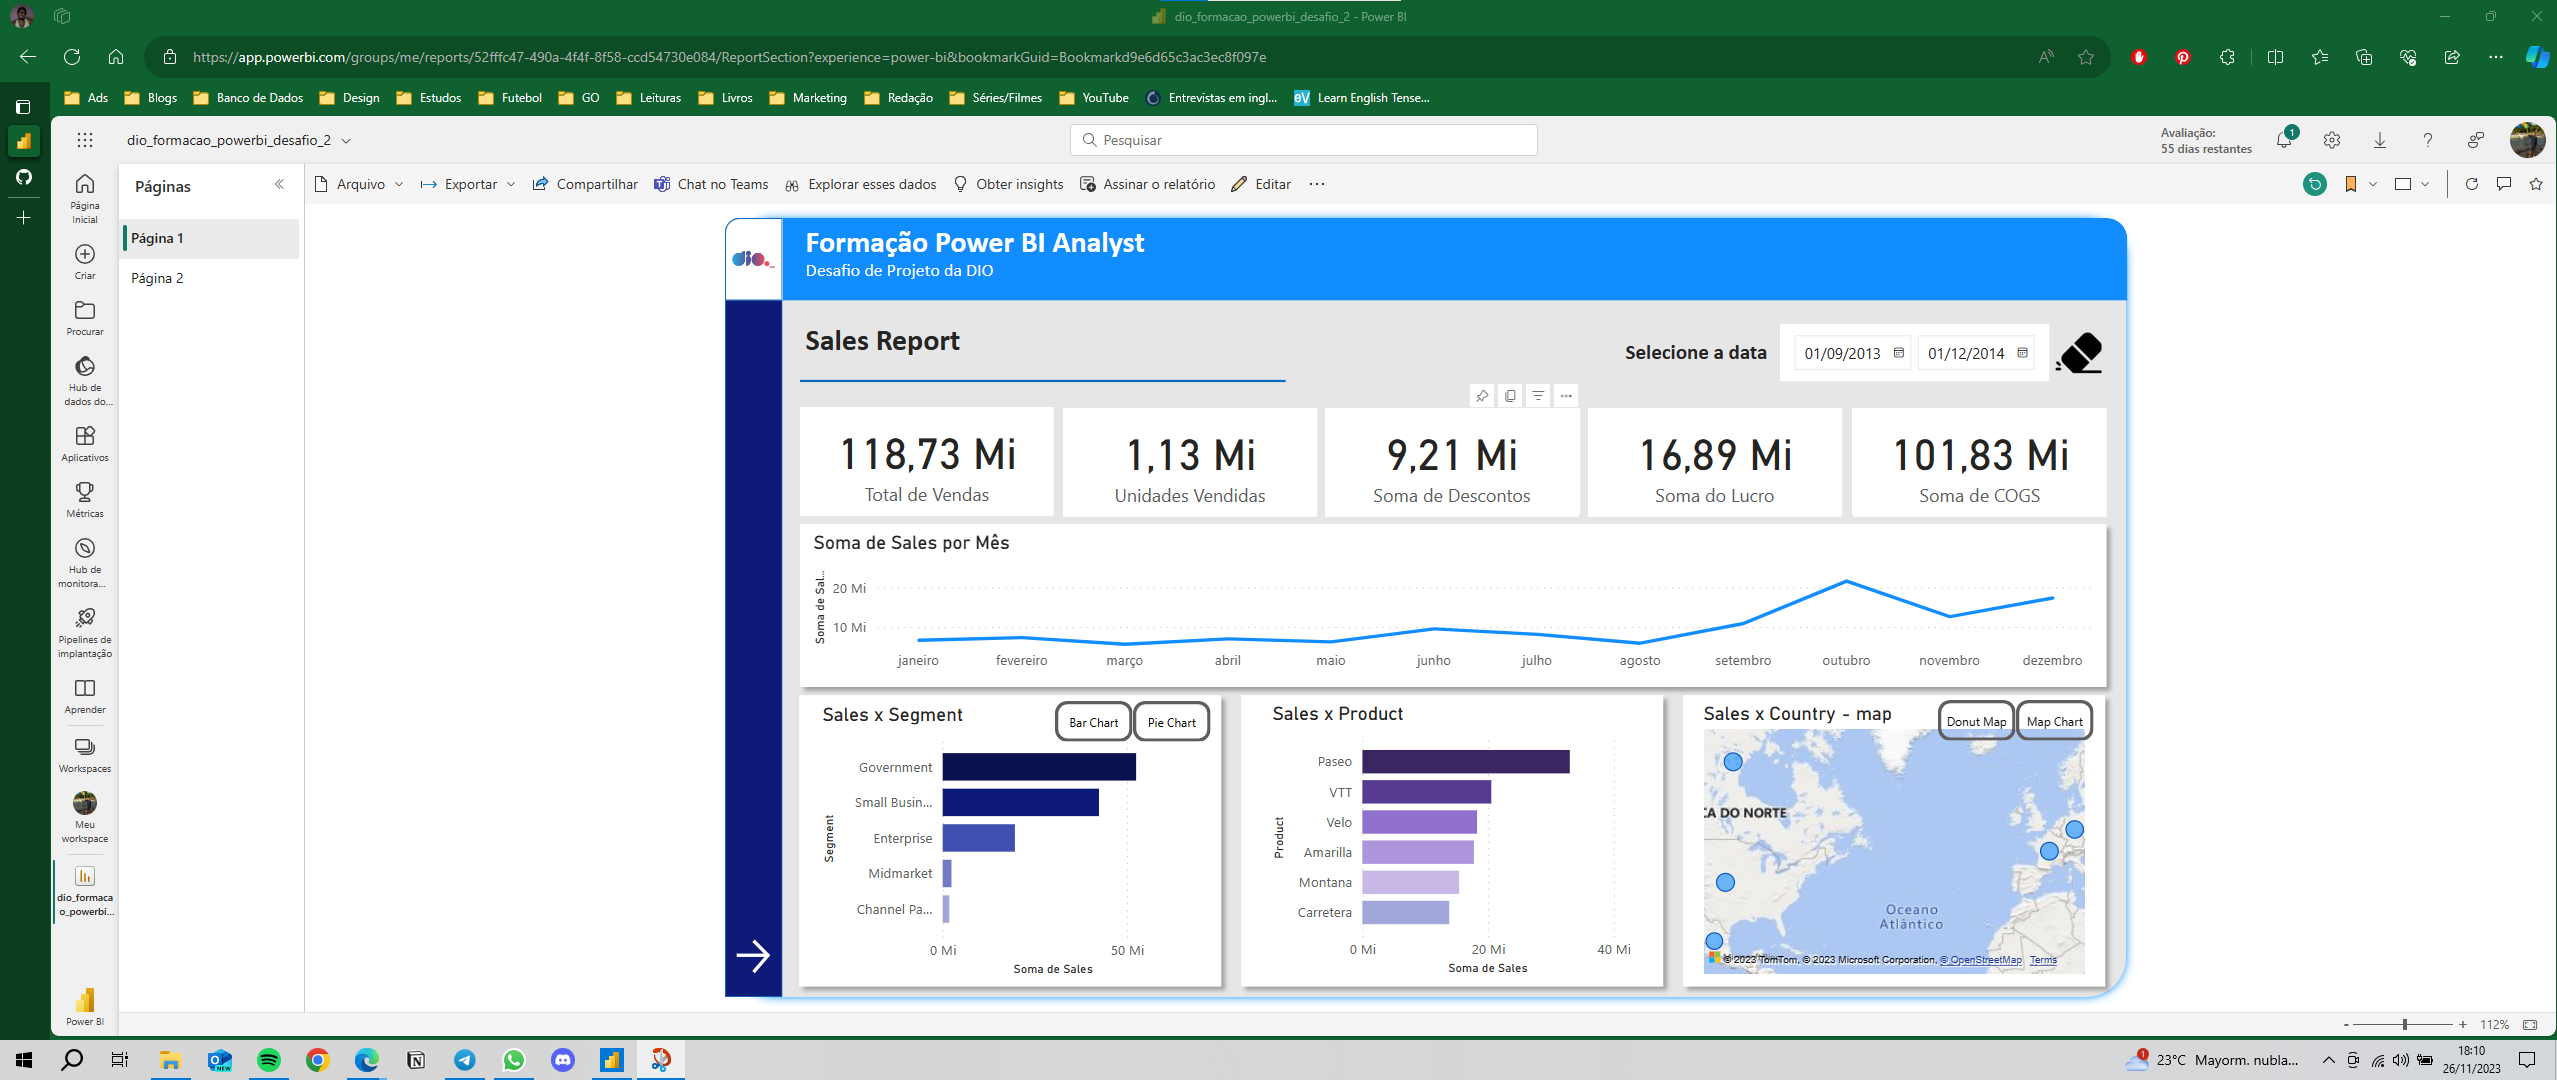 dio_formacao_powerbi_desafio_2 - Power BI
https://app.powerbi.com/groups/me/reports/52fffc47-490a-4f4f-8f58-ccd54730e084/ReportSection?experience=power-bi&bookmarkGuid=Bookmarkd9e6d65c3ac3ec8f097e
Ads Blogs Banco de Dados Design Estudos Futebol GO Leituras Livros Marketing Redação Séries/Filmes YouTube Entrevistas em ingl... eV Learn English Tense...
dio_formacao_powerbi_desafio_2
Pesquisar
Avaliação:
55 dias restantes
1
Página
Inicial
Criar
Procurar
Hub de
dados do...
Aplicativos
Métricas
Hub de
monitora...
Pipelines de
implantação
Aprender
Workspaces
Meu
workspace
dio_formaca
o_powerbi...
Power BI
Páginas
Página 1
Página 2
Arquivo Exportar Compartilhar Chat no Teams Explorar esses dados Obter insights Assinar o relatório Editar
dio._
Formação Power BI Analyst
Desafio de Projeto da DIO
Sales Report
Selecione a data
01/09/2013 01/12/2014
118,73 Mi
Total de Vendas
1,13 Mi
Unidades Vendidas
9,21 Mi
Soma de Descontos
16,89 Mi
Soma do Lucro
101,83 Mi
Soma de COGS
Soma de Sales por Mês
Soma de Sal...
20 Mi
10 Mi
janeiro fevereiro março abril maio junho julho agosto setembro outubro novembro dezembro
Sales x Segment
Bar Chart Pie Chart
Segment
Government
Small Busin...
Enterprise
Midmarket
Channel Pa...
0 Mi 50 Mi
Soma de Sales
Sales x Product
Product
Paseo
VTT
Velo
Amarilla
Montana
Carretera
0 Mi 20 Mi 40 Mi
Soma de Sales
Sales x Country - map
Donut Map Map Chart
CA DO NORTE
Oceano
Atlântico
© 2023 TomTom, © 2023 Microsoft Corporation, © OpenStreetMap Terms
- + 112%
NEW
1
23°C Mayorm. nubla...
18:10
26/11/2023